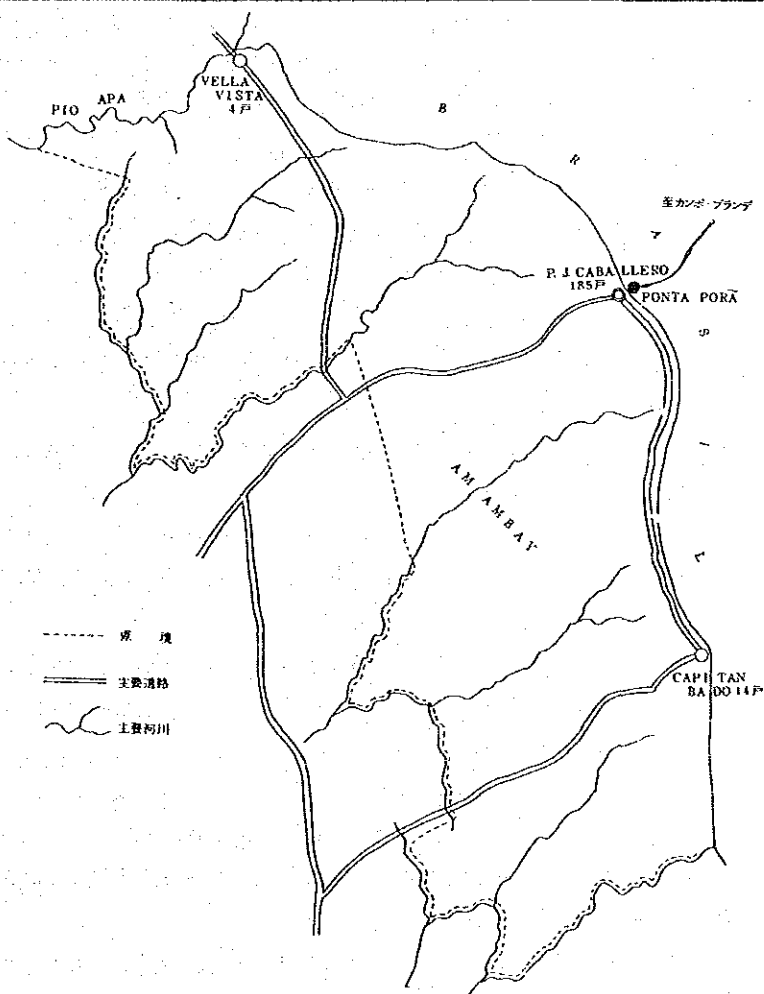 VELLA
VISTA
4戸
PIO APA
B R A S I L
至カンポ・ブランデ
P. J. CABALLERO
185戸
PONTA PORÃ
AMAMBAY
CAPITAN
BADO 14戸
県境
主要道路
主要河川